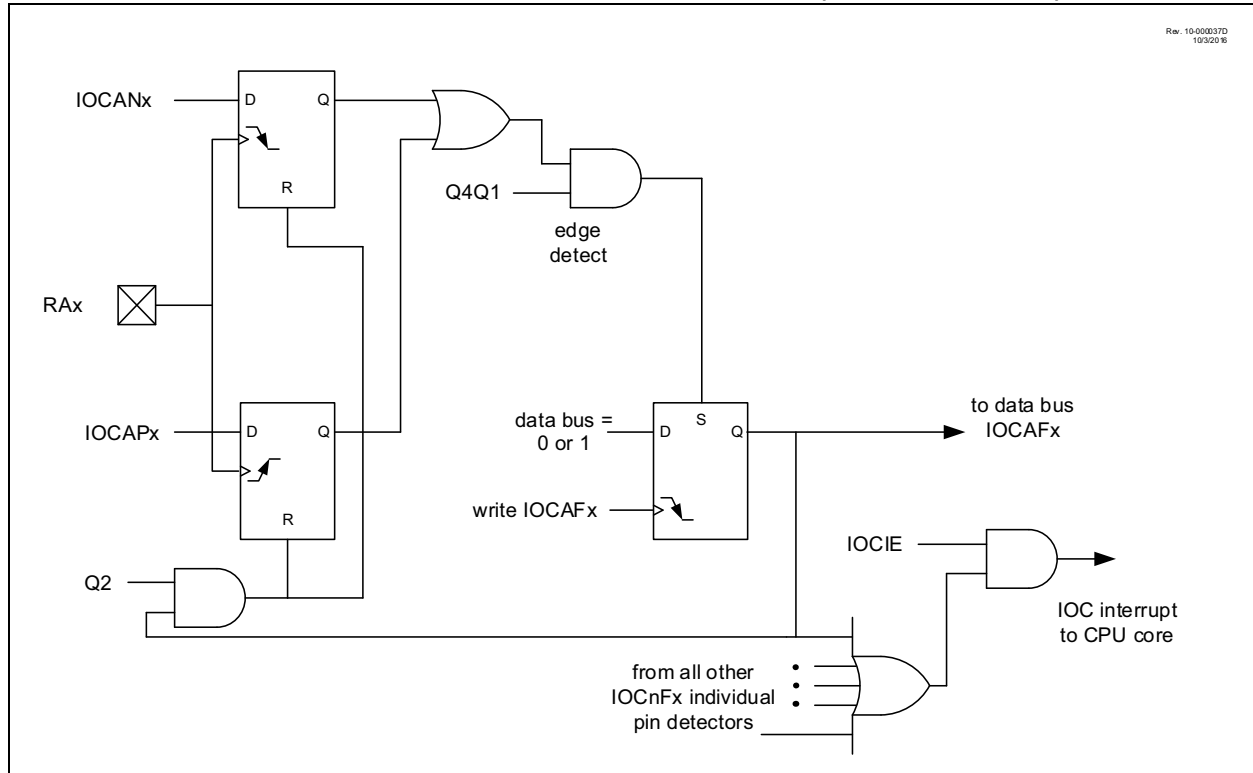 Rev. 10-000037D
10/3/2016
IOCANx
D
Q
R
Q4Q1
edge
detect
RAx
IOCAPx
D
Q
R
data bus =
0 or 1
S
D
Q
to data bus
IOCAFx
write IOCAFx
IOCIE
Q2
IOC interrupt
to CPU core
from all other
IOCnFx individual
pin detectors